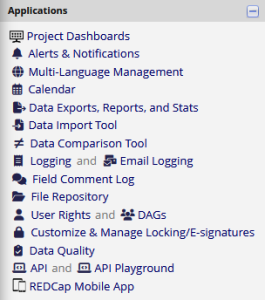 Applications
Project Dashboards
Alerts & Notifications
Multi-Language Management
Calendar
Data Exports, Reports, and Stats
Data Import Tool
Data Comparison Tool
Logging and Email Logging
Field Comment Log
File Repository
User Rights and DAGs
Customize & Manage Locking/E-signatures
Data Quality
API and API Playground
REDCap Mobile App